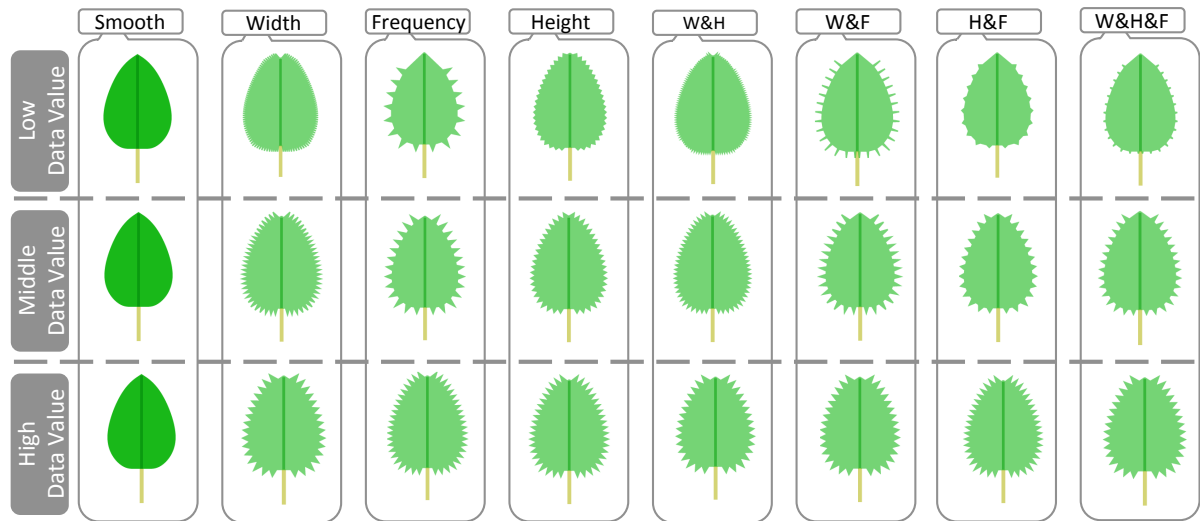 Smooth
Width
Frequency
Height
W&H
W&F
H&F
W&H&F
Low
Data Value
Middle
Data Value
High
Data Value